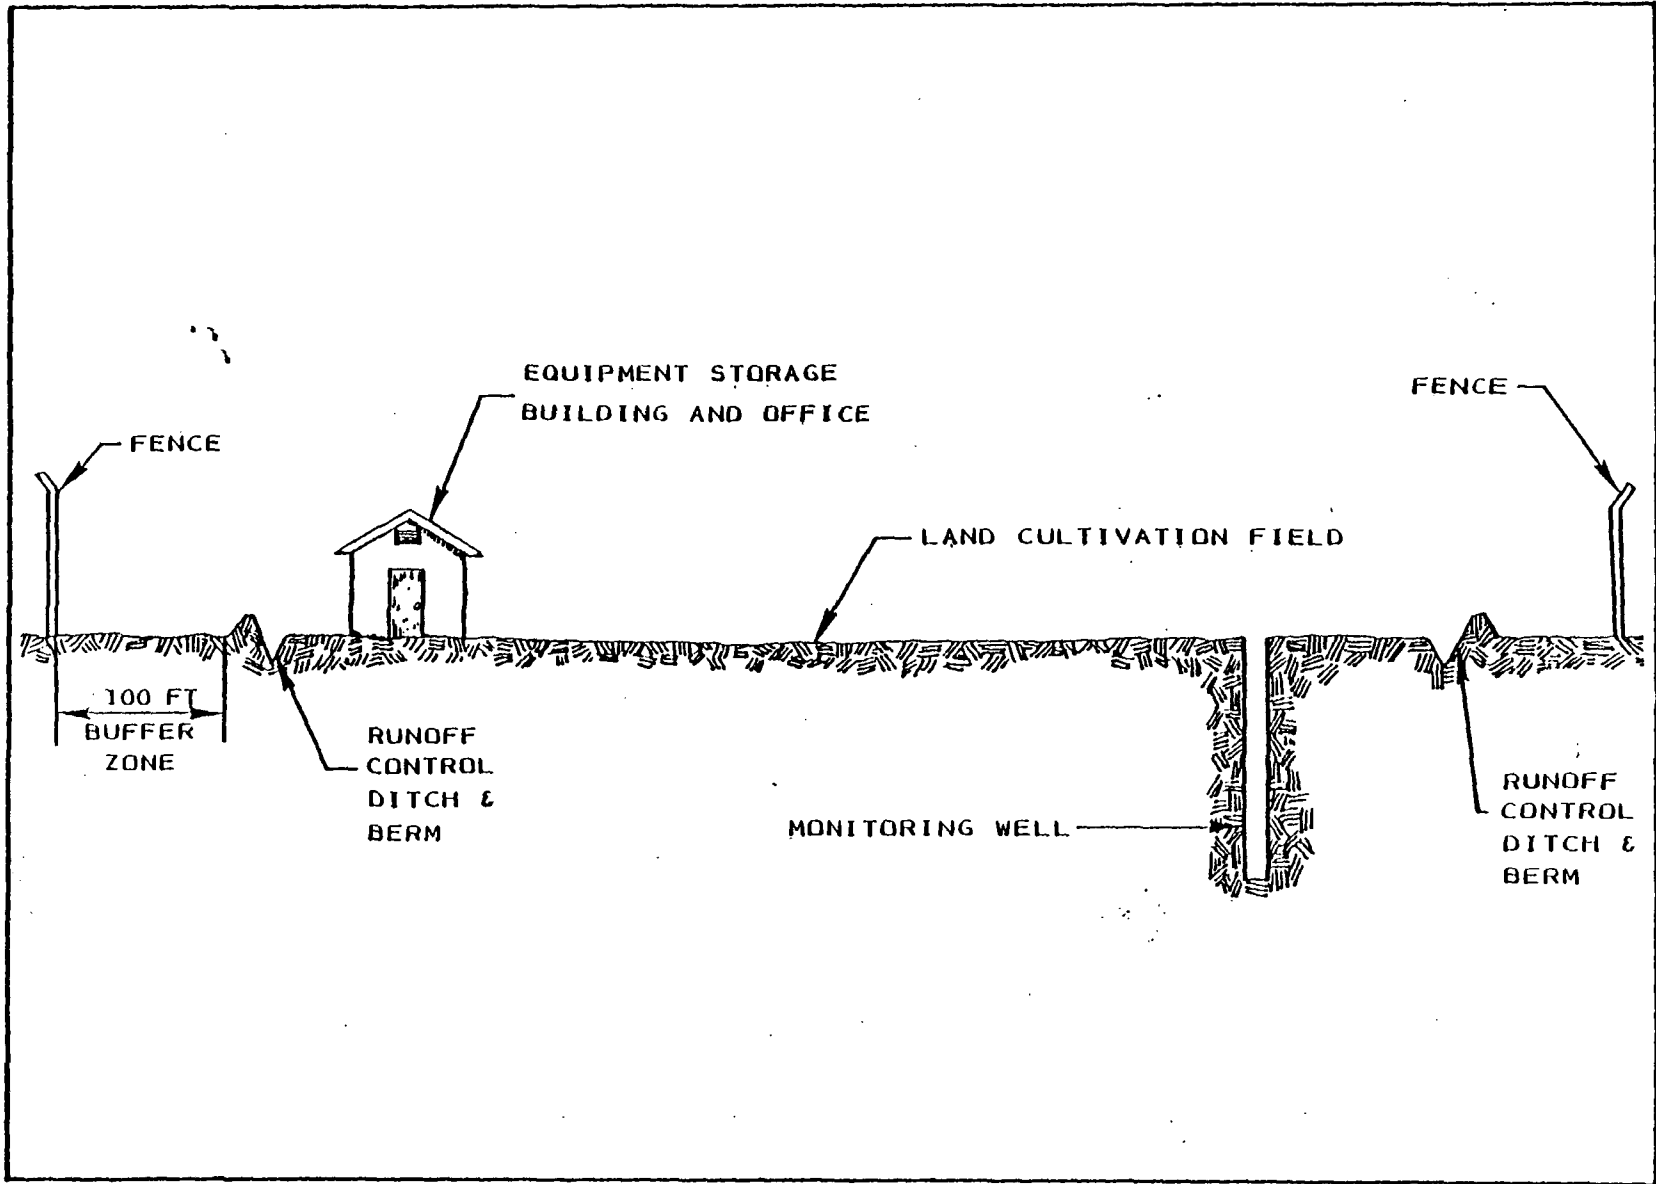 EQUIPMENT STORAGE
BUILDING AND OFFICE
FENCE
FENCE
LAND CULTIVATION FIELD
100 FT
BUFFER
ZONE
RUNOFF
CONTROL
DITCH &
BERM
MONITORING WELL
RUNOFF
CONTROL
DITCH &
BERM